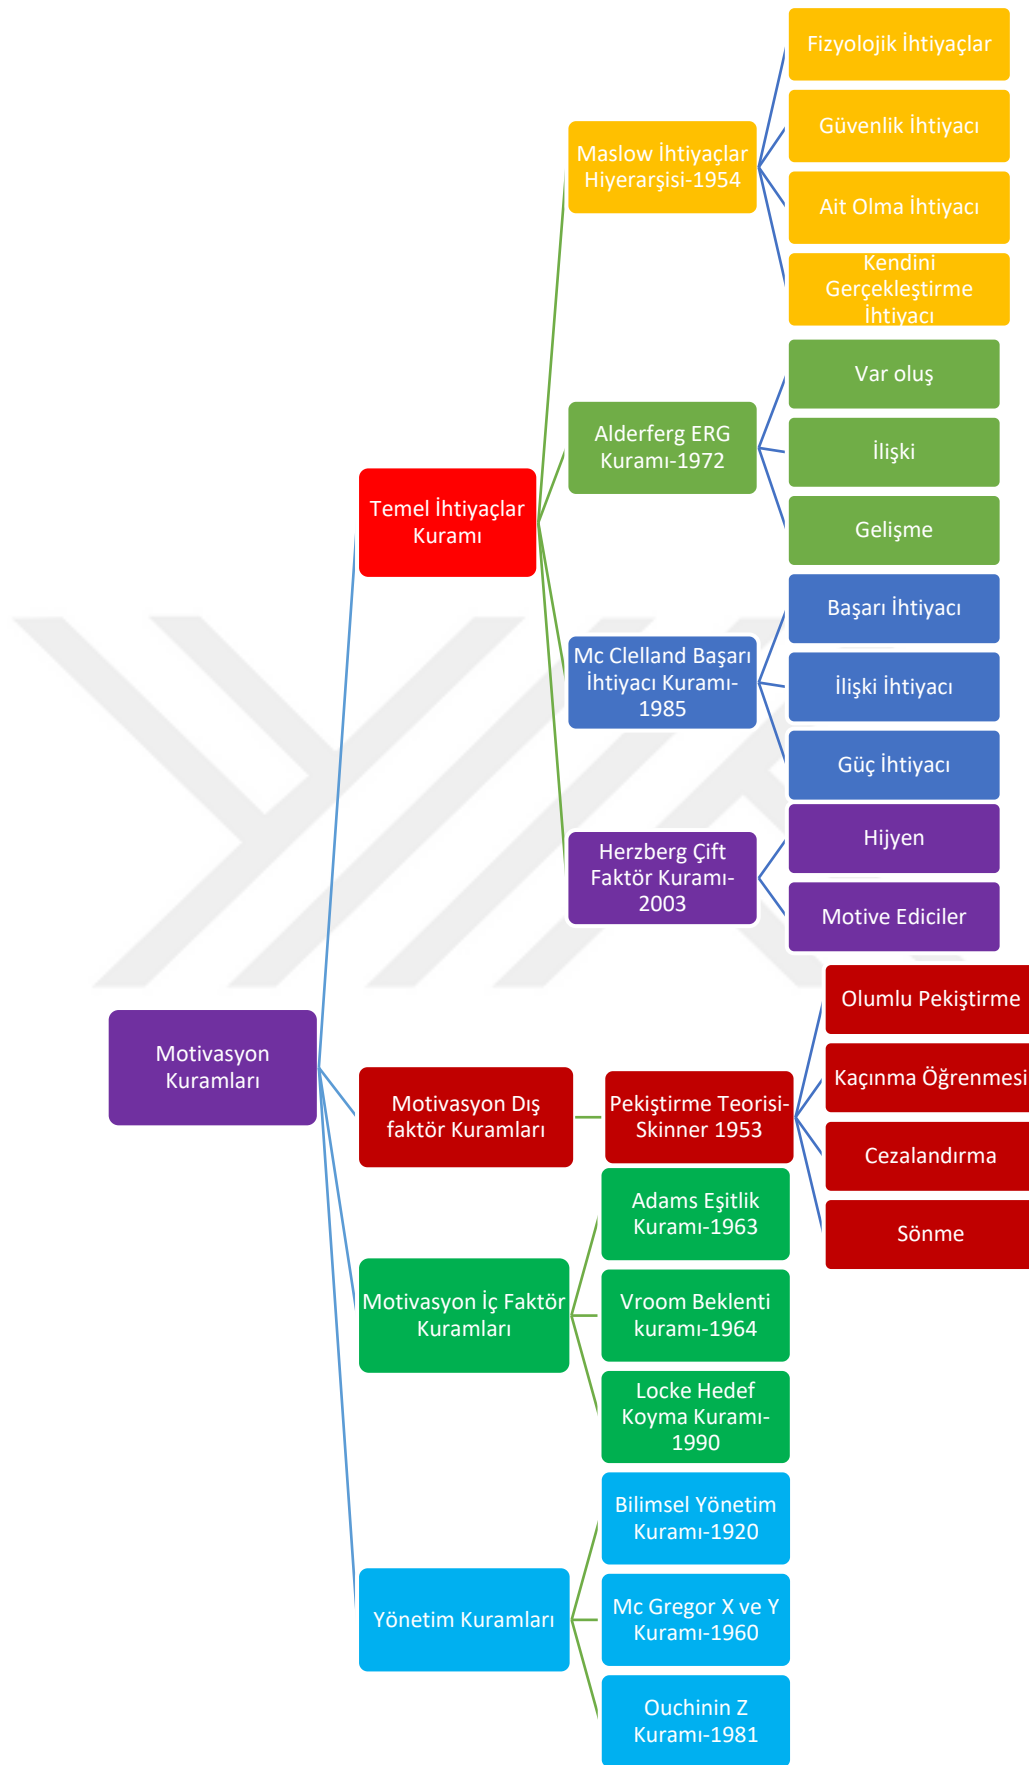 Motivasyon
Kuramları
Temel İhtiyaçlar
Kuramı
Maslow İhtiyaçlar
Hiyerarşisi-1954
Fizyolojik İhtiyaçlar
Güvenlik İhtiyacı
Ait Olma İhtiyacı
Kendini
Gerçekleştirme
İhtiyacı
Alderferg ERG
Kuramı-1972
Var oluş
İlişki
Gelişme
Mc Clelland Başarı
İhtiyacı Kuramı-
1985
Başarı İhtiyacı
İlişki İhtiyacı
Güç İhtiyacı
Herzberg Çift
Faktör Kuramı-
2003
Hijyen
Motive Ediciler
Motivasyon Dış
faktör Kuramları
Pekiştirme Teorisi-
Skinner 1953
Olumlu Pekiştirme
Kaçınma Öğrenmesi
Cezalandırma
Sönme
Motivasyon İç Faktör
Kuramları
Adams Eşitlik
Kuramı-1963
Vroom Beklenti
kuramı-1964
Locke Hedef
Koyma Kuramı-
1990
Yönetim Kuramları
Bilimsel Yönetim
Kuramı-1920
Mc Gregor X ve Y
Kuramı-1960
Ouchinin Z
Kuramı-1981